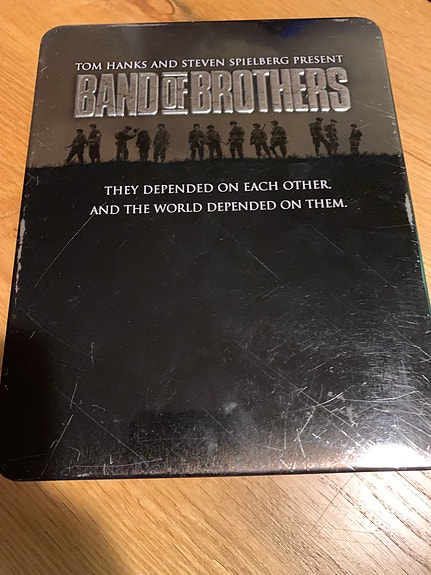 TOM HANKS AND STEVEN SPIELBERG PRESENT
BAND OF BROTHERS
THEY DEPENDED ON EACH OTHER.
AND THE WORLD DEPENDED ON THEM.